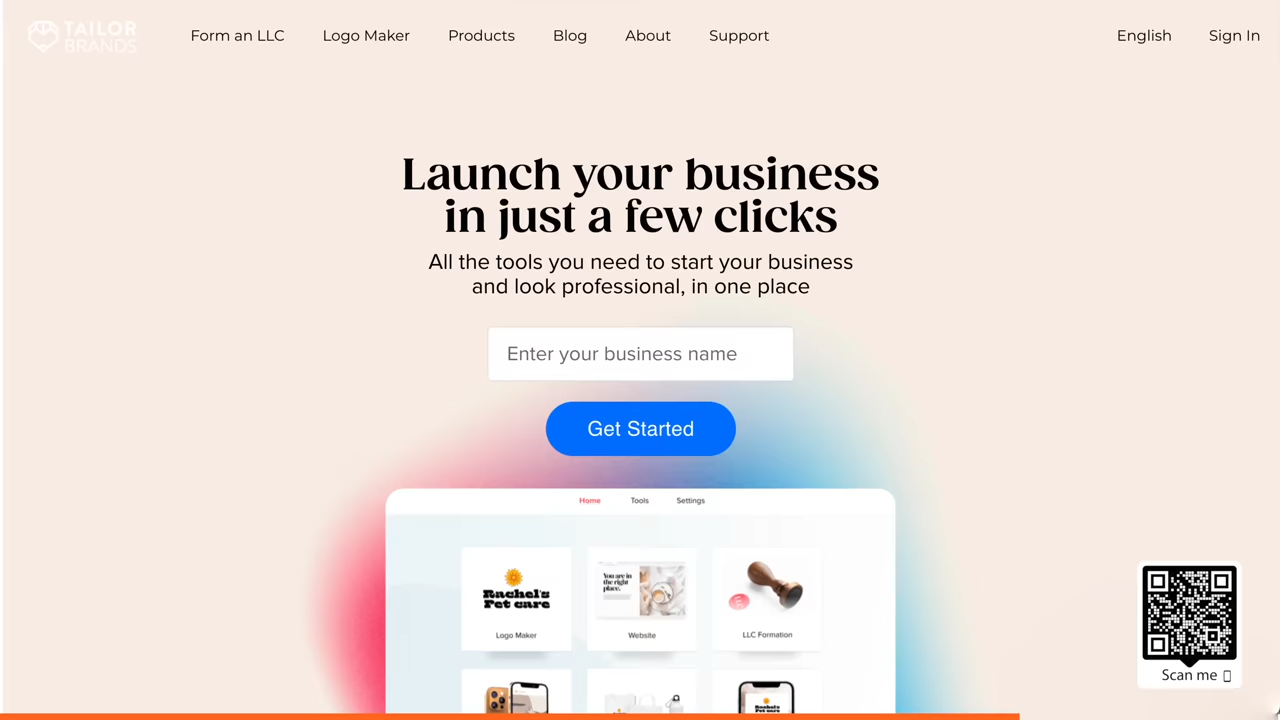 TAILOR
BRANDS
Form an LLC
Logo Maker
Products
Blog
About
Support
English
Sign In
Launch your business
in just a few clicks
All the tools you need to start your business
and look professional, in one place
Enter your business name
Get Started
Home
Tools
Settings
Rachel's
Pet care
Logo Maker
You are in
the right
place.
Website
LLC Formation
Rachel's
Scan me